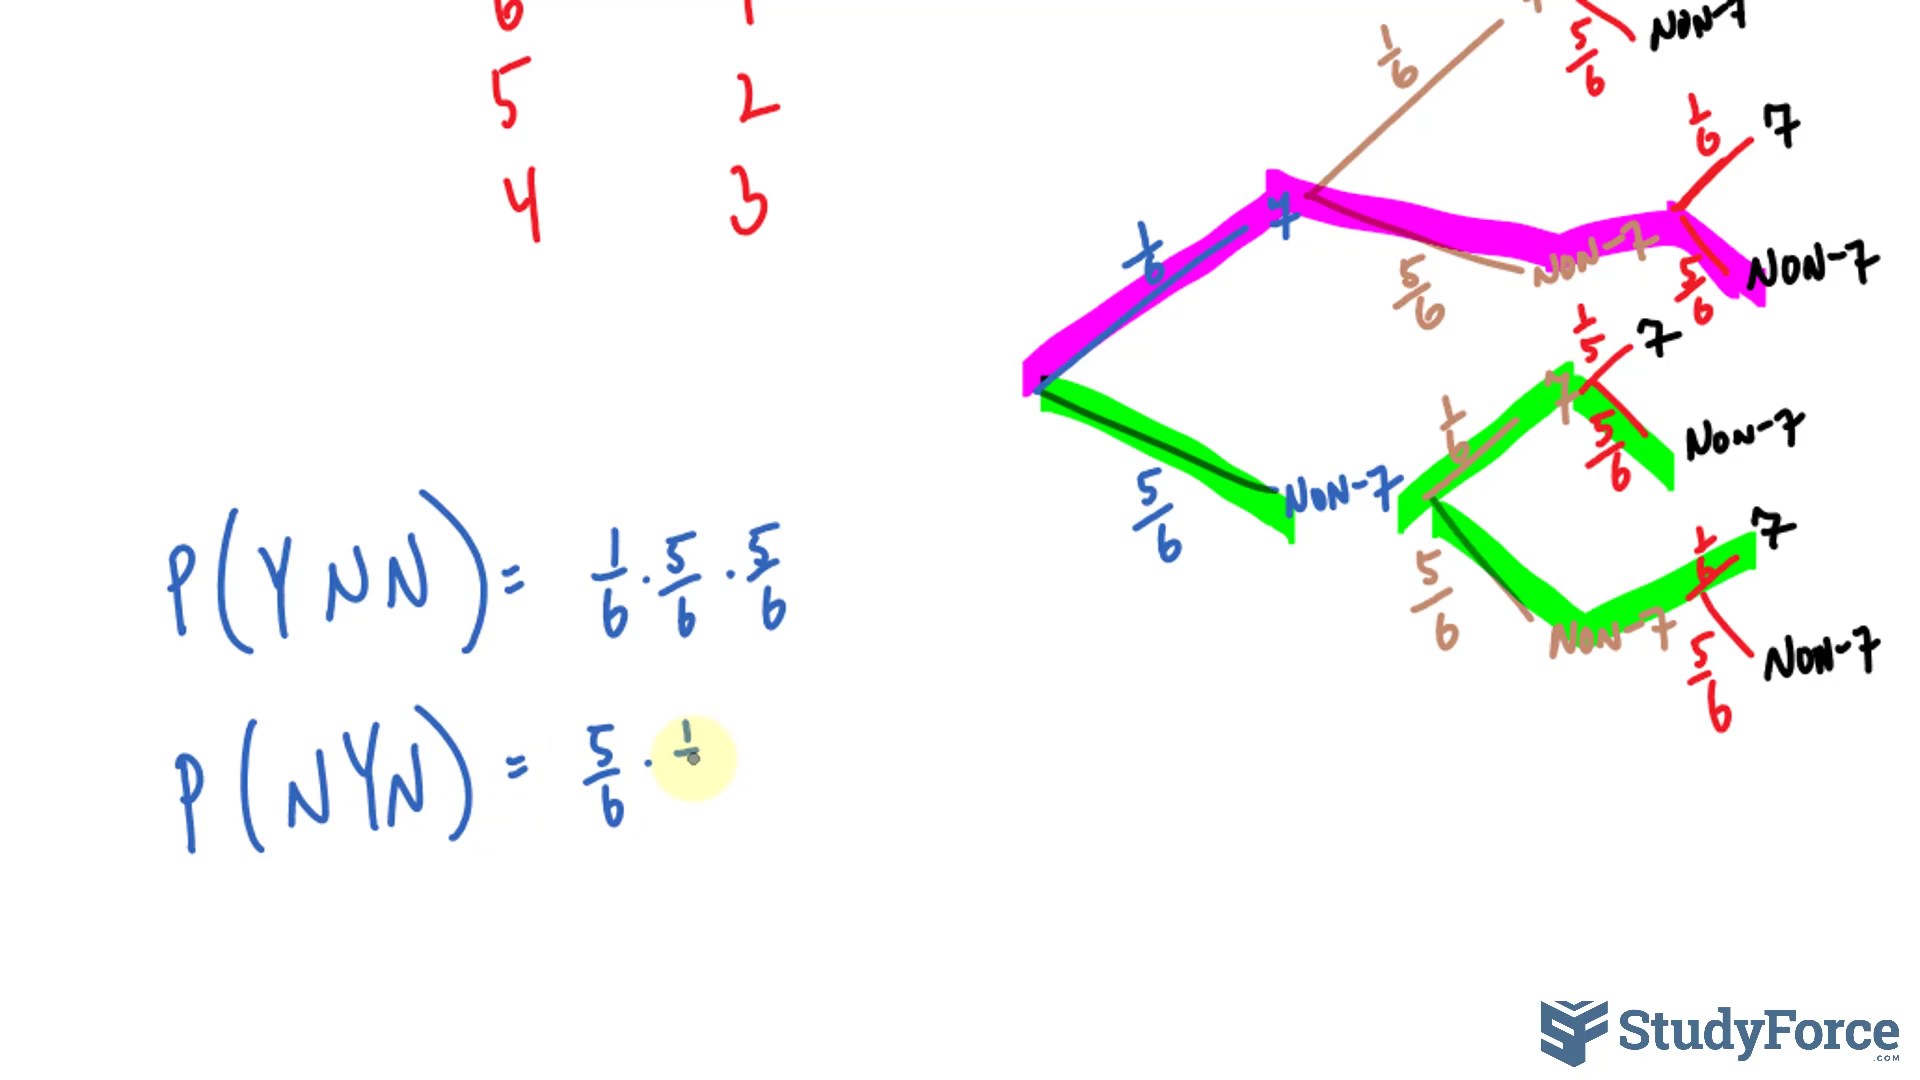 6 1
5 2
4 3
1/6
5/6
NON-7
1/6
7
7
1/6
5/6
NON-7
5/6
NON-7
1/5
7
7
1/6
5/6
NON-7
5/6
NON-7
5/6
NON-7
1/6
7
5/6
NON-7
P(YNN) = 1/6 · 5/6 · 5/6
P(NYN) = 5/6 · 1
StudyForce
.COM